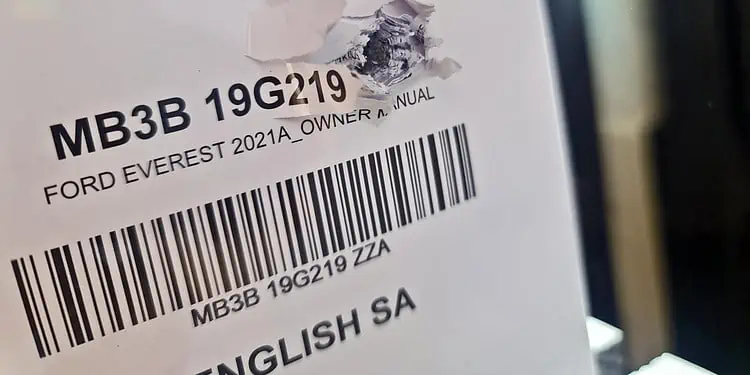 MB3B 19G219
FORD EVEREST 2021A_OWNER MANUAL
MB3B 19G219 ZZA
ENGLISH SA